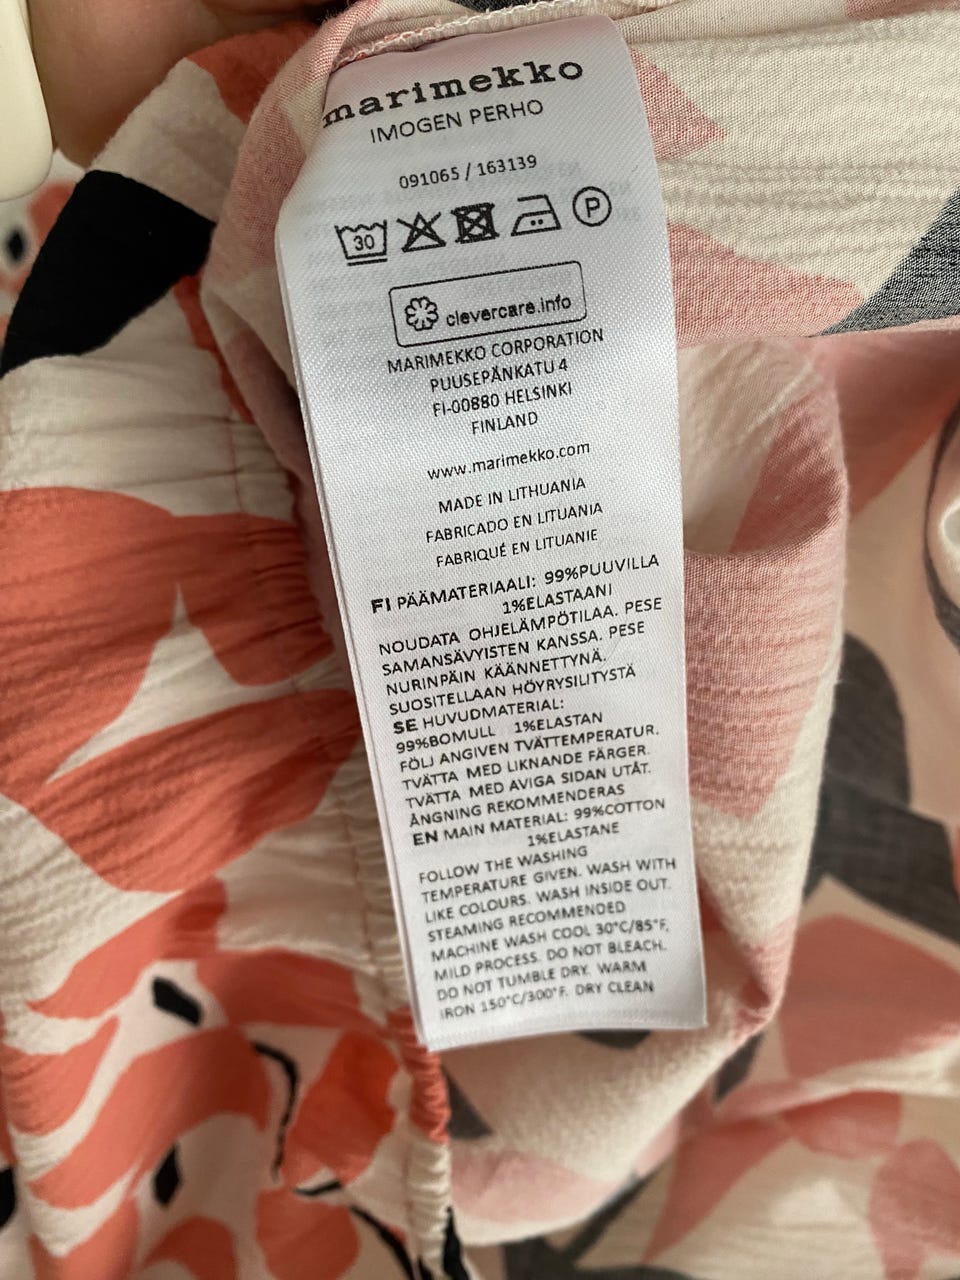 marimekko
IMOGEN PERHO
091065 / 163139
30 P
clevercare.info
MARIMEKKO CORPORATION
PUUSEPÄNKATU 4
FI-00880 HELSINKI
FINLAND
www.marimekko.com
MADE IN LITHUANIA
FABRICADO EN LITUANIA
FABRIQUÉ EN LITUANIE
FI PÄÄMATERIAALI: 99%PUUVILLA
1%ELASTAANI
NOUDATA OHJELÄMPÖTILAA. PESE
SAMANSÄVYISTEN KANSSA. PESE
NURINPÄIN KÄÄNNETTYNÄ.
SUOSITELLAAN HÖYRYSILITYSTÄ
SE HUVUDMATERIAL:
99%BOMULL 1%ELASTAN
FÖLJ ANGIVEN TVÄTTEMPERATUR.
TVÄTTA MED LIKNANDE FÄRGER.
TVÄTTA MED AVIGA SIDAN UTÅT.
ÅNGNING REKOMMENDERAS
EN MAIN MATERIAL: 99%COTTON
1%ELASTANE
FOLLOW THE WASHING
TEMPERATURE GIVEN. WASH WITH
LIKE COLOURS. WASH INSIDE OUT.
STEAMING RECOMMENDED
MACHINE WASH COOL 30°C/85°F,
MILD PROCESS. DO NOT BLEACH.
DO NOT TUMBLE DRY. WARM
IRON 150°C/300°F. DRY CLEAN